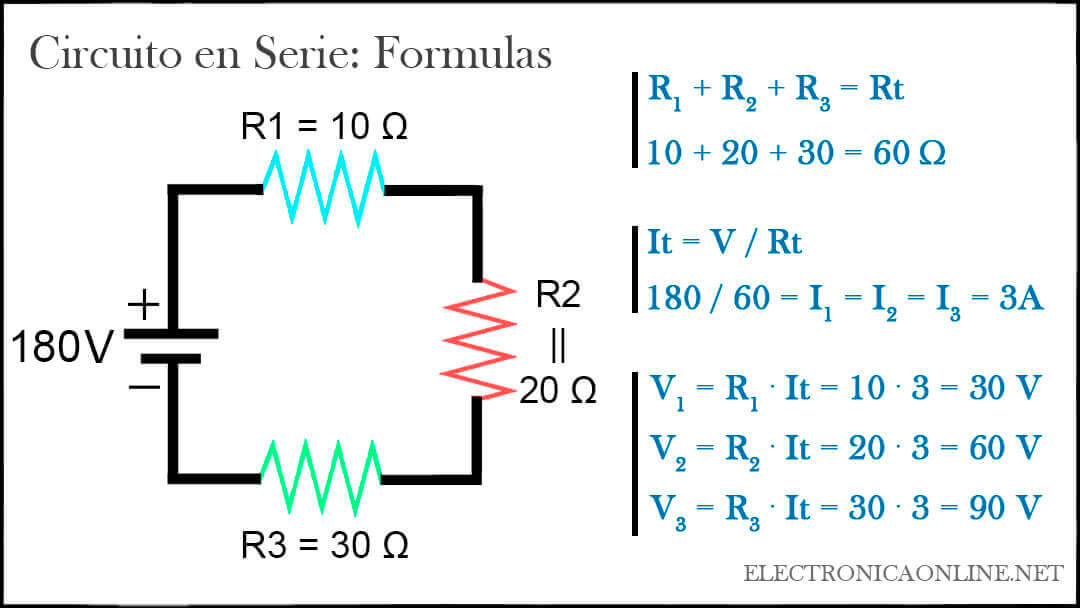 Circuito en Serie: Formulas
R1 = 10 Ω
+
180V
−
R2
=
20 Ω
R3 = 30 Ω
R₁ + R₂ + R₃ = Rt
10 + 20 + 30 = 60 Ω
It = V / Rt
180 / 60 = I₁ = I₂ = I₃ = 3A
V₁ = R₁ · It = 10 · 3 = 30 V
V₂ = R₂ · It = 20 · 3 = 60 V
V₃ = R₃ · It = 30 · 3 = 90 V
ELECTRONICAONLINE.NET